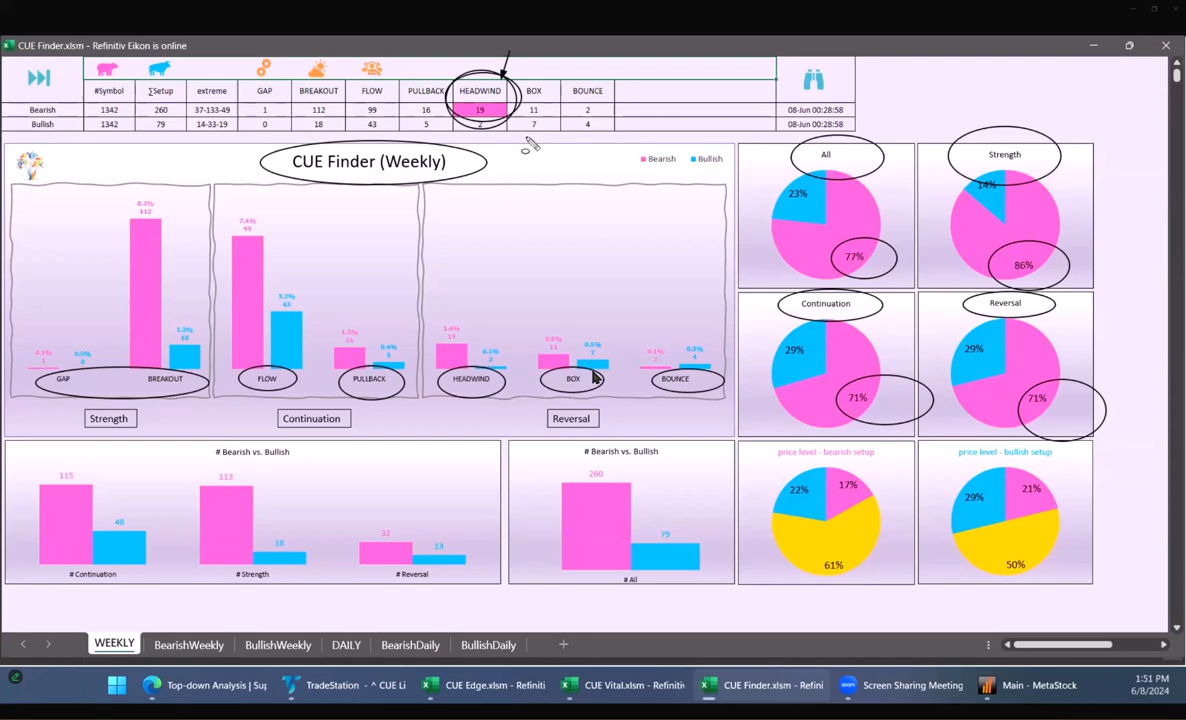 CUE Finder.xlsm - Refinitiv Eikon is online
#Symbol ∑Setup extreme GAP BREAKOUT FLOW PULLBACK HEADWIND BOX BOUNCE
Bearish 1342 260 37-133-49 1 112 99 16 19 11 2 08-Jun 00:28:58
Bullish 1342 79 14-33-19 0 18 43 5 2 7 4 08-Jun 00:28:58
CUE Finder (Weekly)
Bearish Bullish
8.3%
112
7.4%
99
3.2%
43
1.3%
18
1.2%
16
0.4%
5
1.4%
19
0.1%
2
0.8%
11
0.5%
7
0.1%
2
0.3%
4
0.1%
1
0.0%
0
GAP BREAKOUT FLOW PULLBACK HEADWIND BOX BOUNCE
Strength Continuation Reversal
All
23%
77%
Strength
14%
86%
Continuation
29%
71%
Reversal
29%
71%
# Bearish vs. Bullish
115
48
113
18
32
13
# Continuation # Strength # Reversal
# Bearish vs. Bullish
260
79
# All
price level - bearish setup
22% 17%
61%
price level - bullish setup
29% 21%
50%
WEEKLY BearishWeekly BullishWeekly DAILY BearishDaily BullishDaily
Top-down Analysis | Sup TradeStation - ^ CE Li CUE Edge.xlsm - Refiniti CUE Vital.xlsm - Refinitiv CUE Finder.xlsm - Refini Screen Sharing Meeting Main - MetaStock
1:51 PM
6/8/2024